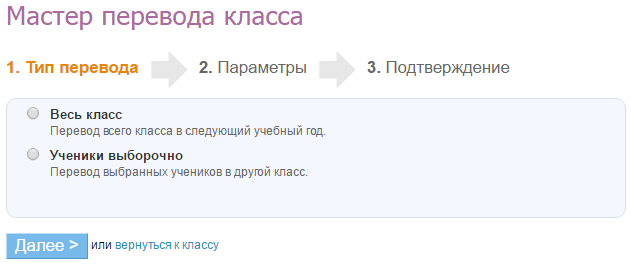 Мастер перевода класса
1. Тип перевода 2. Параметры 3. Подтверждение
Весь класс
Перевод всего класса в следующий учебный год.
Ученики выборочно
Перевод выбранных учеников в другой класс.
Далее > или вернуться к классу